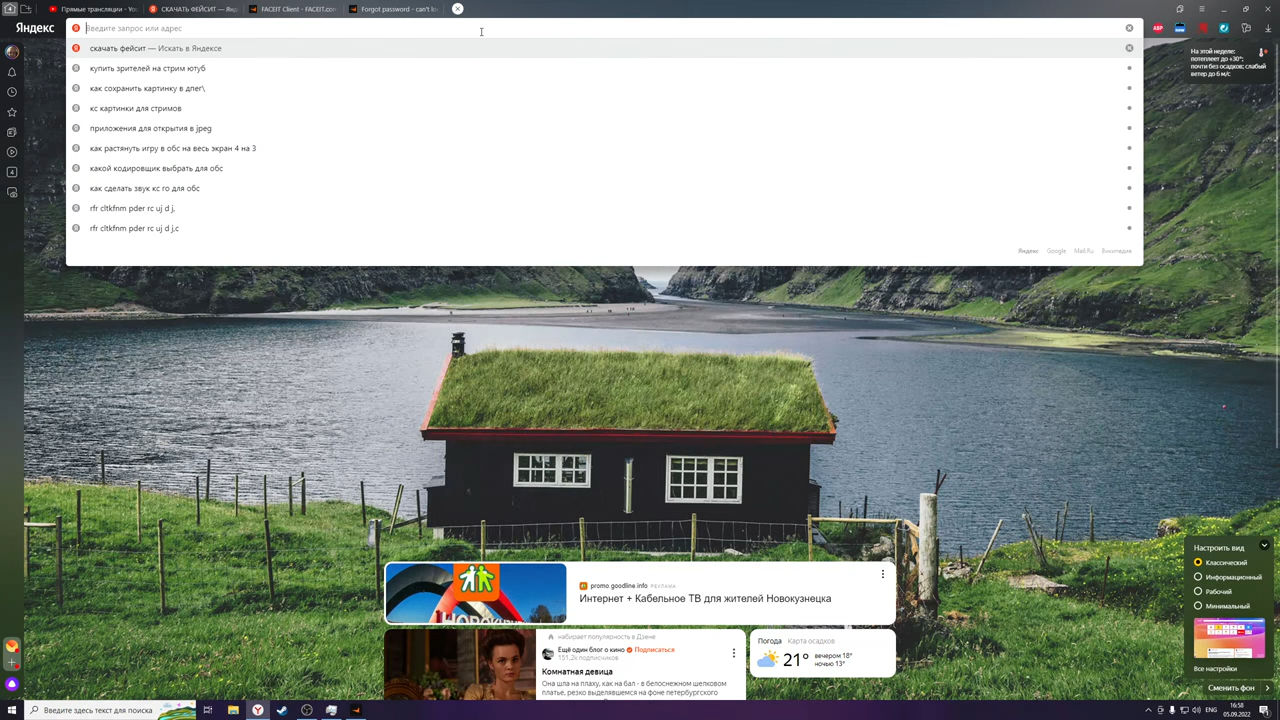 Прямые трансляции - You
СКАЧАТЬ ФЕЙСИТ — Янд
FACEIT Client - FACEIT.co
Forgot password - can't lo
Яндекс
Введите запрос или адрес
ABP
скачать фейсит — Искать в Яндексе
купить зрителей на стрим ютуб
как сохранить картинку в дпег\
кс картинки для стримов
приложения для открытия в jpeg
как растянуть игру в обс на весь экран 4 на 3
какой кодировщик выбрать для обс
как сделать звук кс го для обс
rfr cltkfnm pder rc uj d j,
rfr cltkfnm pder rc uj d j,c
Яндекс Google Mail.Ru Википедия
На этой неделе:
потеплеет до +30°;
почти без осадков; слабый
ветер до 6 м/с
4
promo.goodline.info РЕКЛАМА
Интернет + Кабельное ТВ для жителей Новокузнецка
набирает популярность в Дзене
Ещё один блог о кино Подписаться
151,2к подписчиков
Комнатная девица
Она шла на плаху, как на бал - в белоснежном шелковом
платье, резко выделявшемся на фоне петербургского
Погода Карта осадков
21°
вечером 18°
ночью 13°
Настроить вид
Классический
Информационный
Рабочий
Минимальный
Все настройки
Сменить фон
Введите здесь текст для поиска
ENG
16:58
05.09.2022